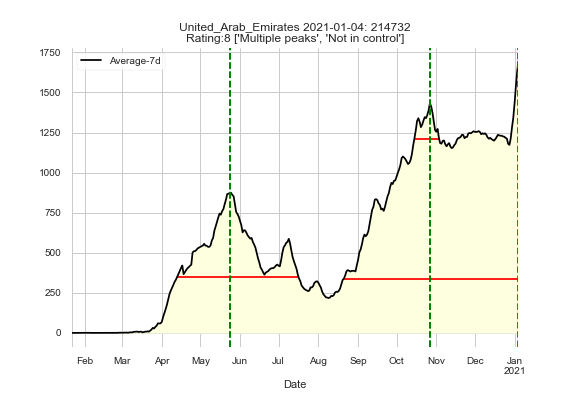 United_Arab_Emirates 2021-01-04: 214732
Rating:8 ['Multiple peaks', 'Not in control']
1750
Average-7d
1500
1250
1000
750
500
250
0
Feb Mar Apr May Jun Jul Aug Sep Oct Nov Dec Jan
2021
Date